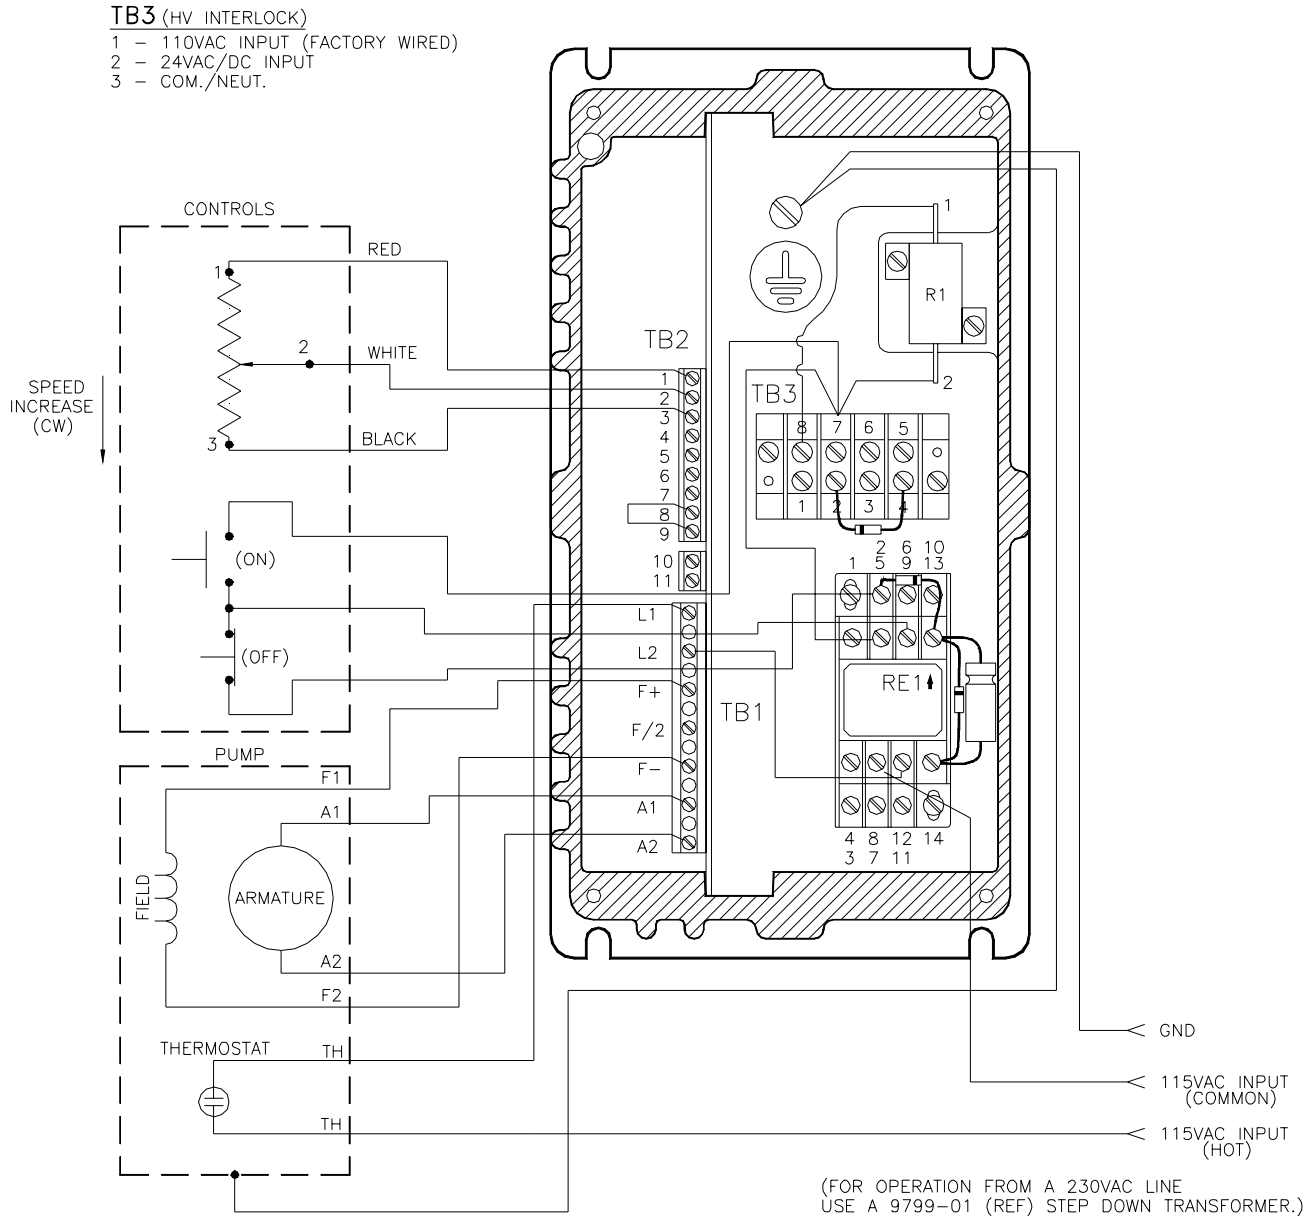 TB3 (HV INTERLOCK)
1 – 110VAC INPUT (FACTORY WIRED)
2 – 24VAC/DC INPUT
3 – COM./NEUT.
CONTROLS
RED
1
2
WHITE
SPEED
INCREASE
(CW)
3
BLACK
(ON)
(OFF)
PUMP
F1
A1
FIELD
ARMATURE
A2
F2
THERMOSTAT
TH
TH
TB2
1
2
3
4
5
6
7
8
9
10
11
L1
L2
F+
F/2
F–
A1
A2
TB1
1
R1
2
TB3
8 7 6 5
1 2 3 4
2 6 10
1 5 9 13
RE1
4 8 12 14
3 7 11
GND
115VAC INPUT
(COMMON)
115VAC INPUT
(HOT)
(FOR OPERATION FROM A 230VAC LINE
USE A 9799–01 (REF) STEP DOWN TRANSFORMER.)